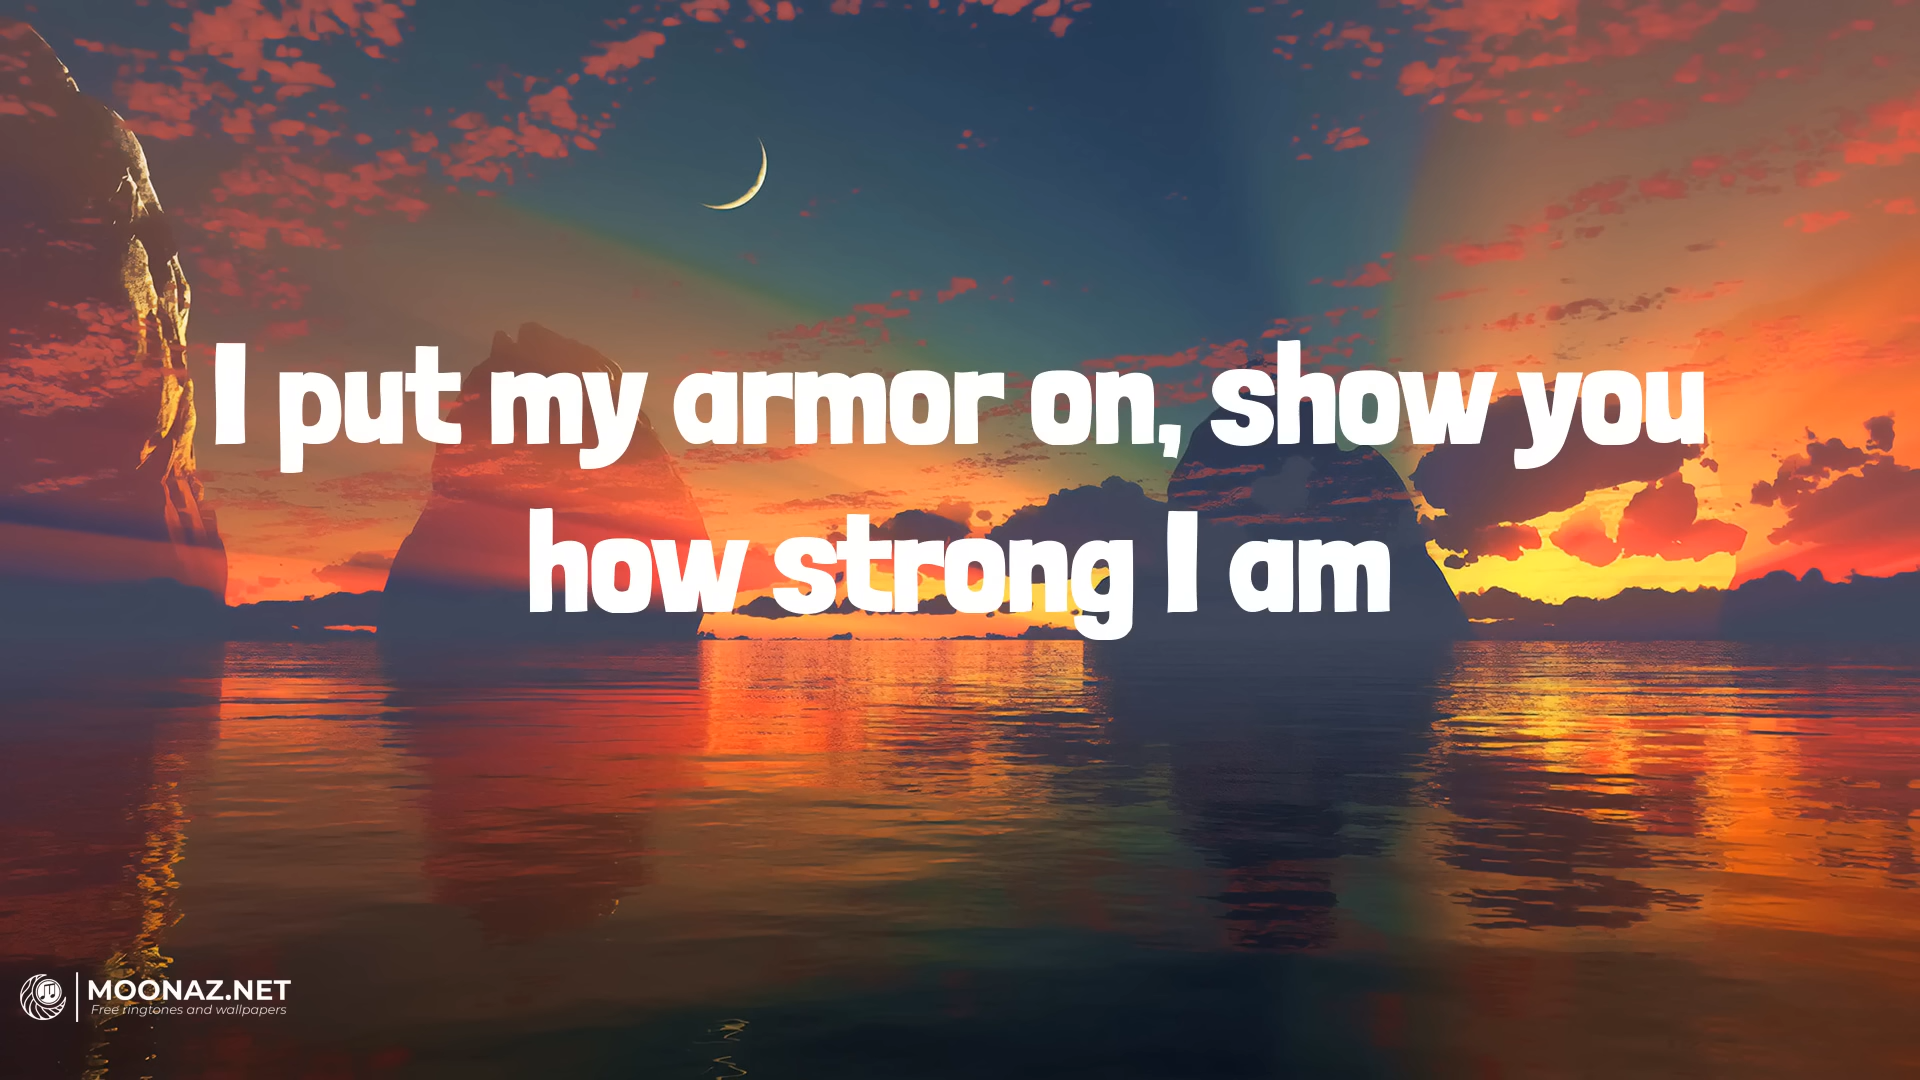 I put my armor on, show you
how strong I am
MOONAZ.NET
Free ringtones and wallpapers